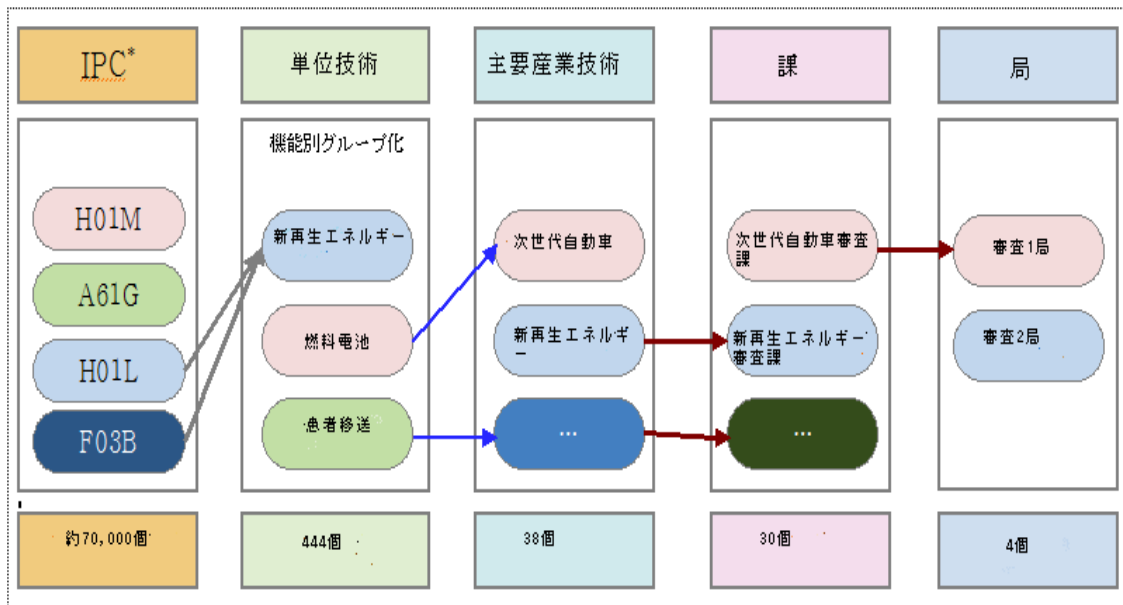 IPC*
単位技術
主要産業技術
課
局
機能別グループ化
H01M
A61G
H01L
F03B
新再生エネルギー
燃料電池
患者移送
次世代自動車
新再生エネルギ
ー
…
次世代自動車審査
課
新再生エネルギー
審査課
…
審査1局
審査2局
約70,000個
444個
38個
30個
4個